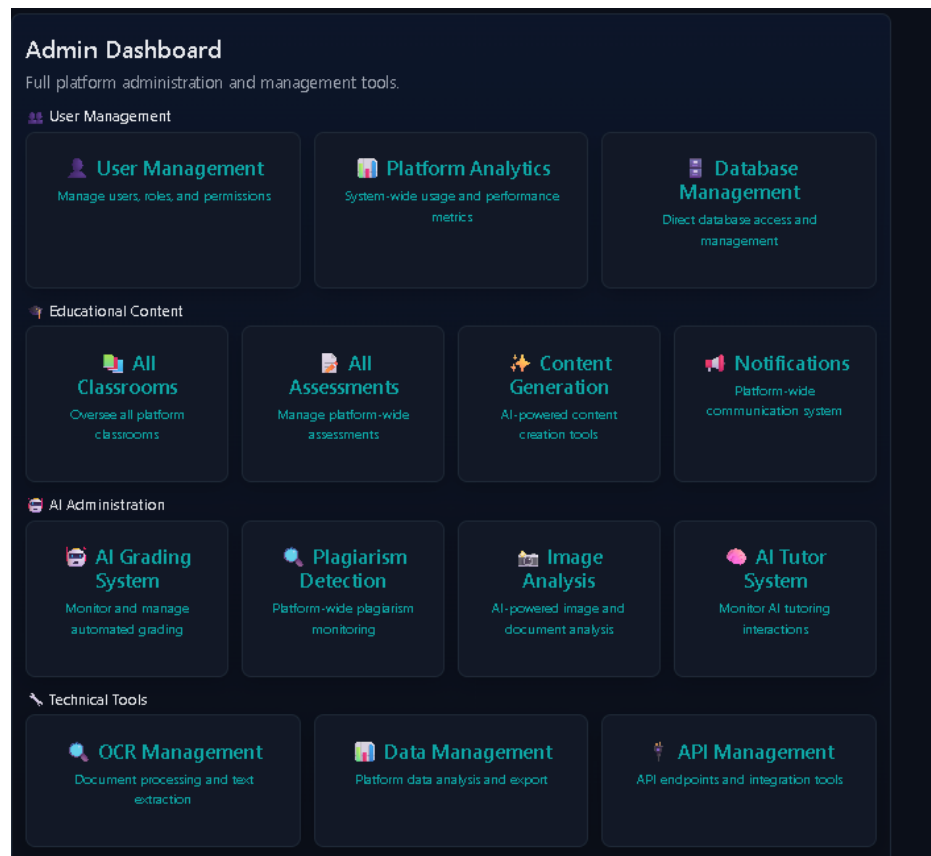 Admin Dashboard
Full platform administration and management tools.
User Management
User Management
Manage users, roles, and permissions
Platform Analytics
System-wide usage and performance
metrics
Database
Management
Direct database access and
management
Educational Content
All
Classrooms
Oversee all platform
classrooms
All
Assessments
Manage platform-wide
assessments
Content
Generation
AI-powered content
creation tools
Notifications
Platform-wide
communication system
AI Administration
AI Grading
System
Monitor and manage
automated grading
Plagiarism
Detection
Platform-wide plagiarism
monitoring
Image
Analysis
AI-powered image and
document analysis
AI Tutor
System
Monitor AI tutoring
interactions
Technical Tools
OCR Management
Document processing and text
extraction
Data Management
Platform data analysis and export
API Management
API endpoints and integration tools